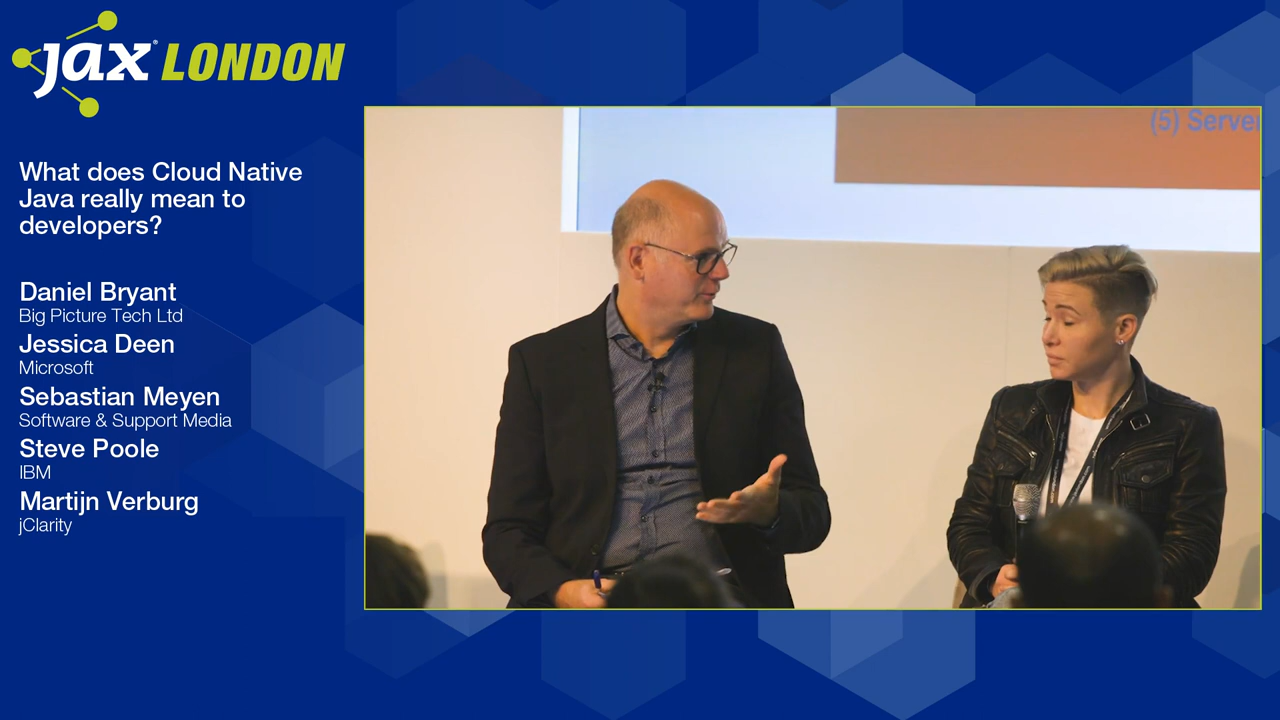 jax® LONDON
What does Cloud Native
Java really mean to
developers?
Daniel Bryant
Big Picture Tech Ltd
Jessica Deen
Microsoft
Sebastian Meyen
Software & Support Media
Steve Poole
IBM
Martijn Verburg
jClarity
(5) Server